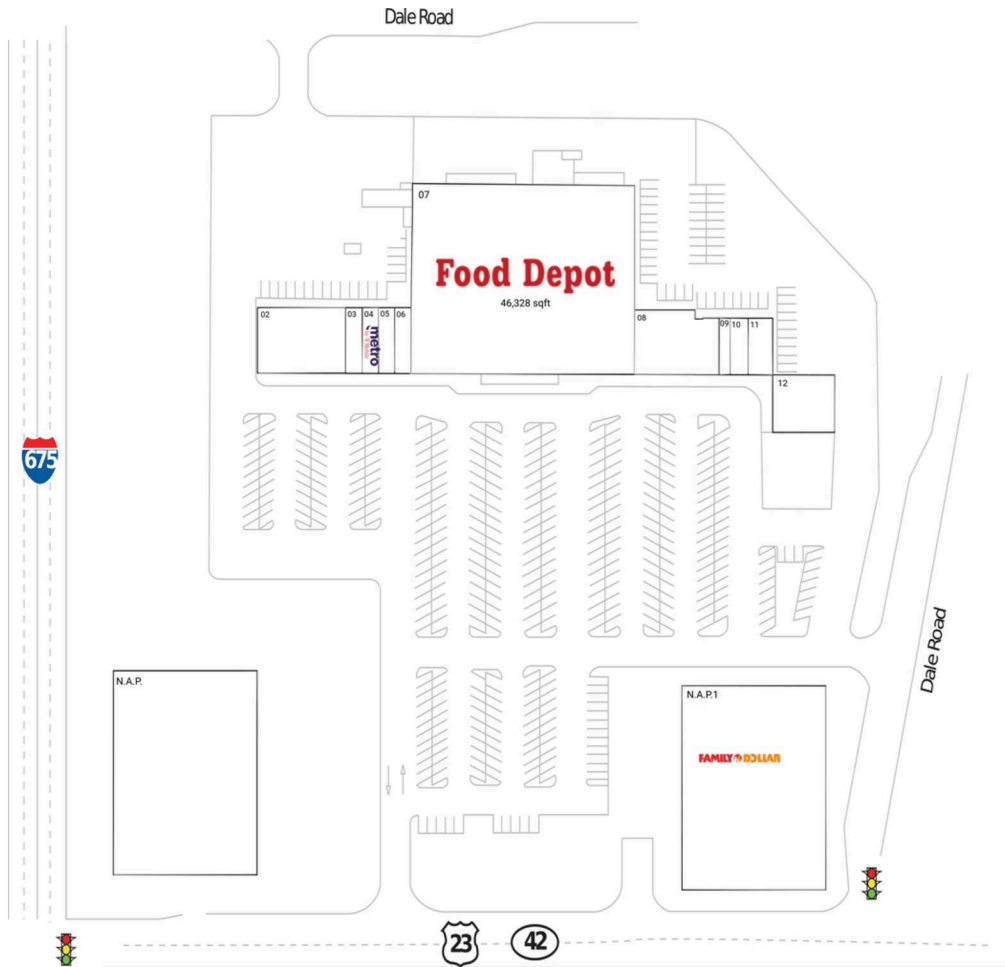 Dale Road
07
Food Depot
46,328 sqft
02
03
04
05
06
metro
08
09
10
11
12
675
Dale Road
N.A.P.
N.A.P.1
FAMILY DOLLAR
23
42